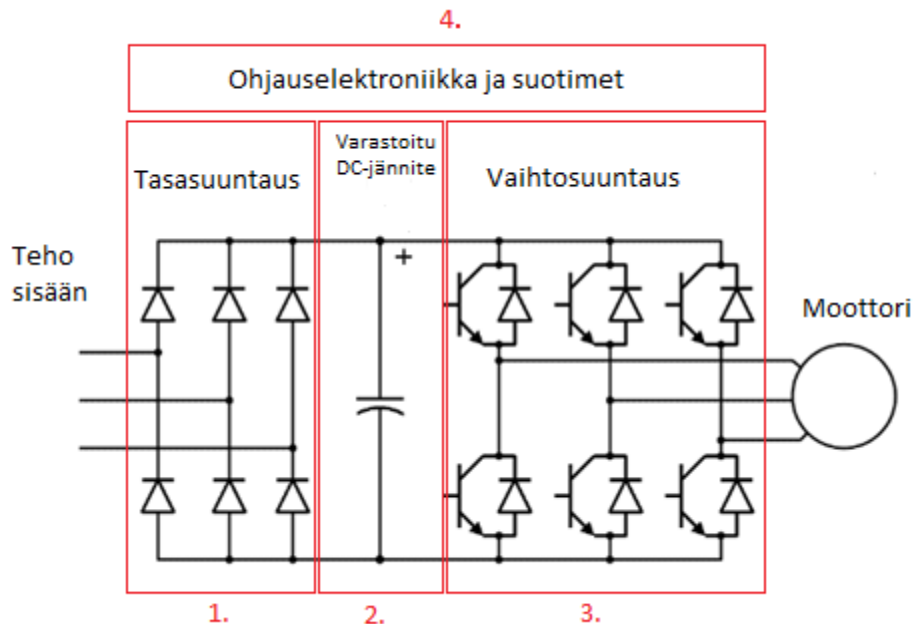 4.
Ohjauselektroniikka ja suotimet
Tasasuuntaus
Varastoitu
DC-jännite
Vaihtosuuntaus
Teho
sisään
+
Moottori
1.
2.
3.